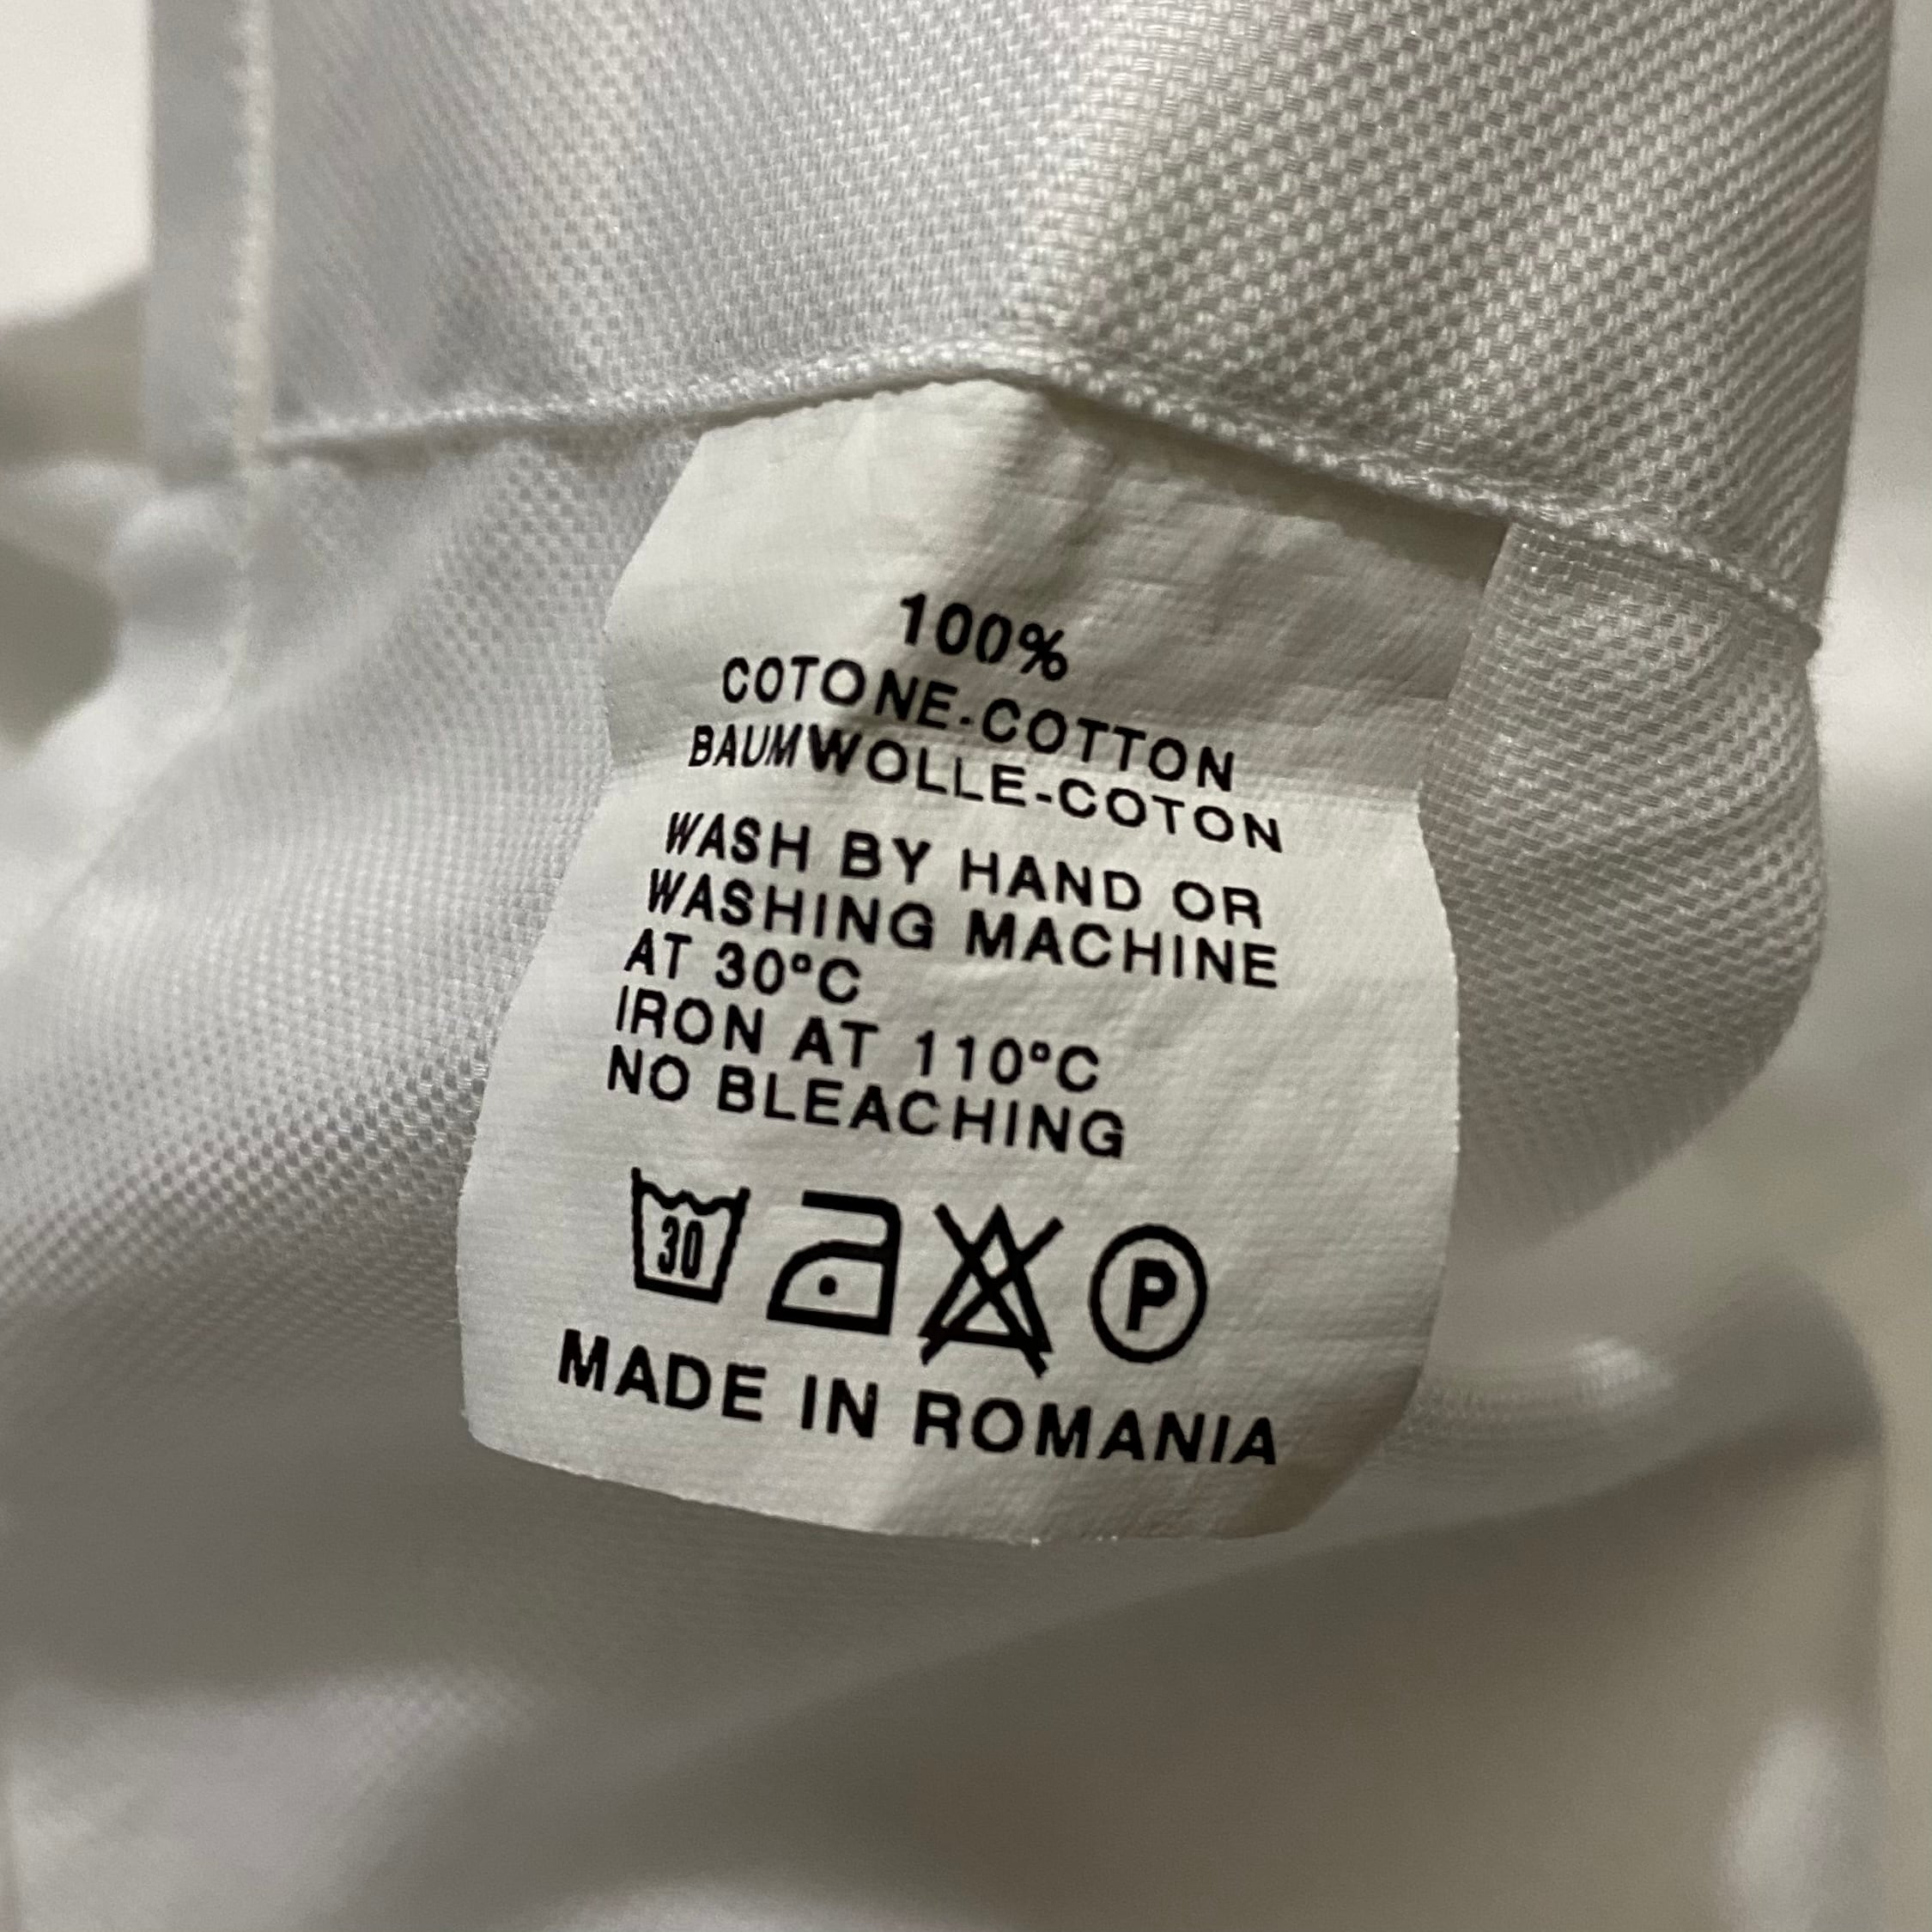 100%
COTONE-COTTON
BAUMWOLLE-COTON
WASH BY HAND OR
WASHING MACHINE
AT 30°C
IRON AT 110°C
NO BLEACHING
30 P
MADE IN ROMANIA